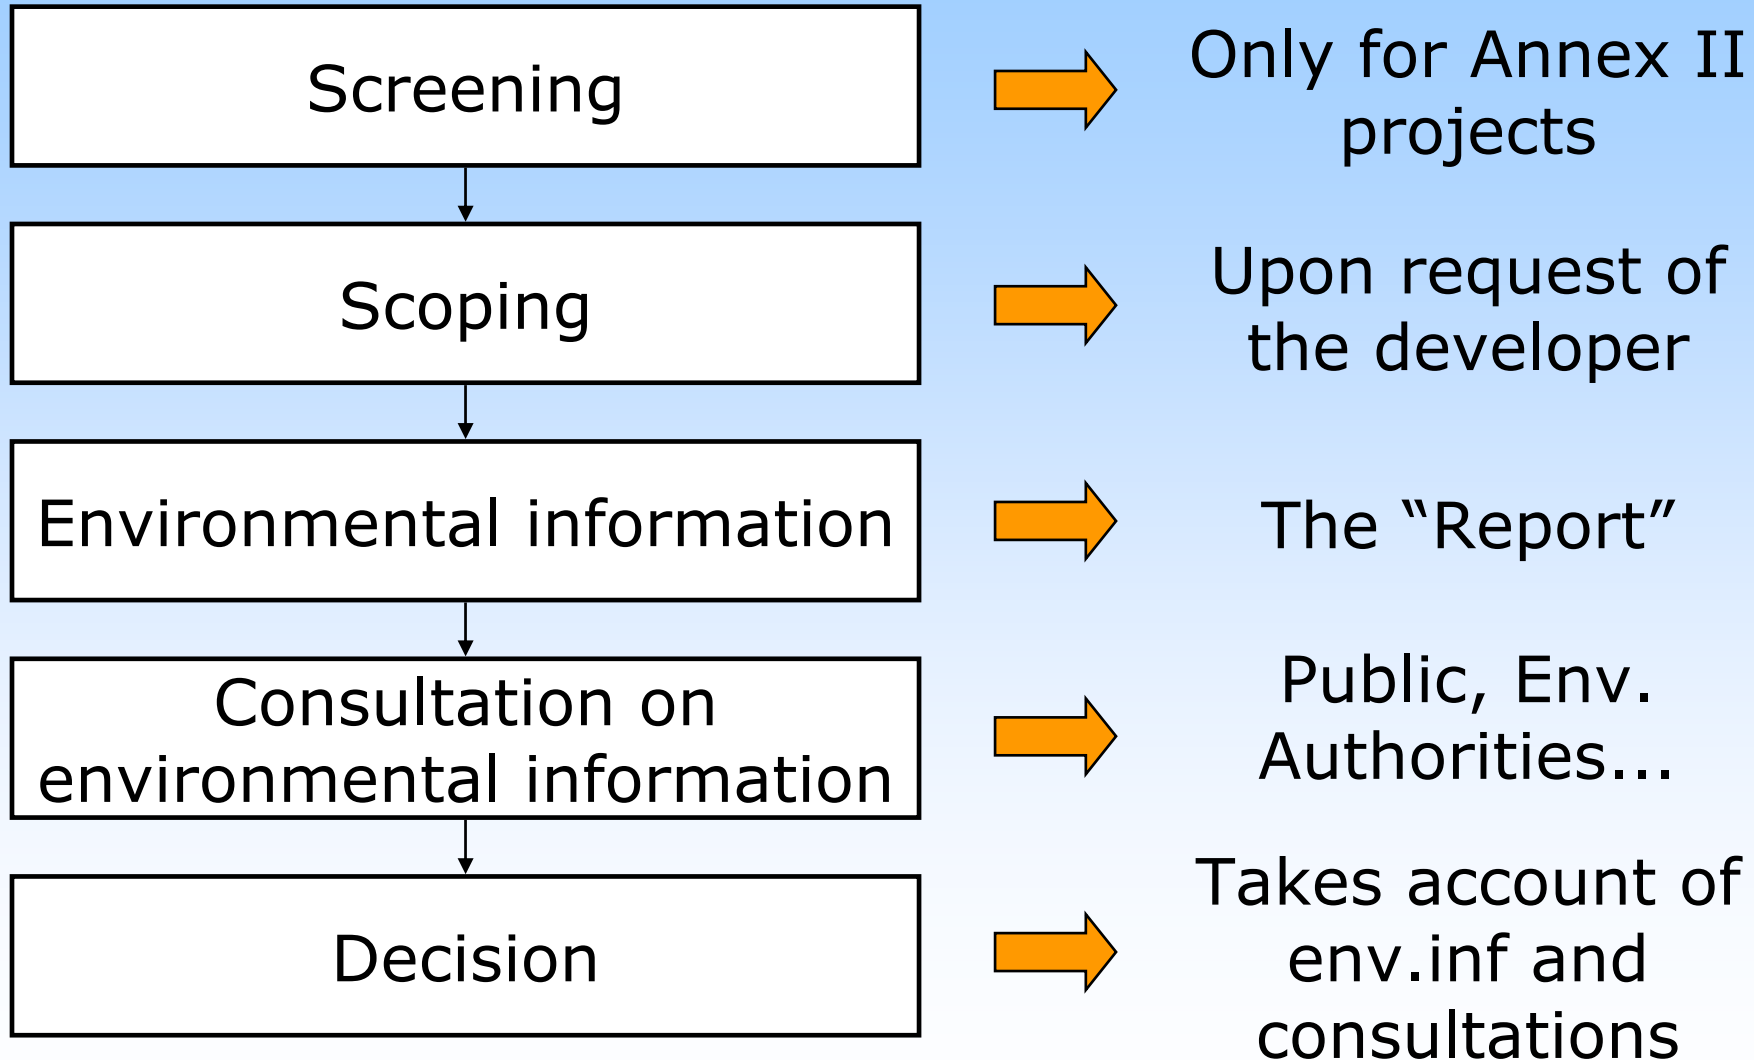 Screening
Only for Annex II
projects
Scoping
Upon request of
the developer
Environmental information
The “Report”
Consultation on
environmental information
Public, Env.
Authorities…
Decision
Takes account of
env.inf and
consultations